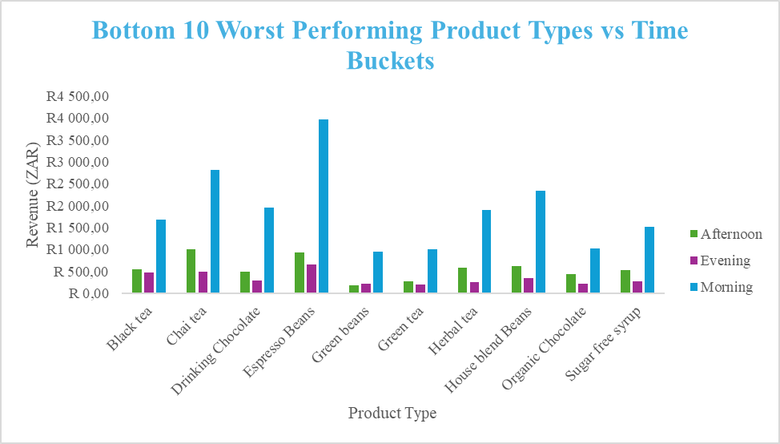 Bottom 10 Worst Performing Product Types vs Time
Buckets
R4 500,00
R4 000,00
R3 500,00
R3 000,00
R2 500,00
R2 000,00
R1 500,00
R1 000,00
R 500,00
R 0,00
Revenue (ZAR)
Black tea
Chai tea
Drinking Chocolate
Espresso Beans
Green beans
Green tea
Herbal tea
House blend Beans
Organic Chocolate
Sugar free syrup
Product Type
Afternoon
Evening
Morning